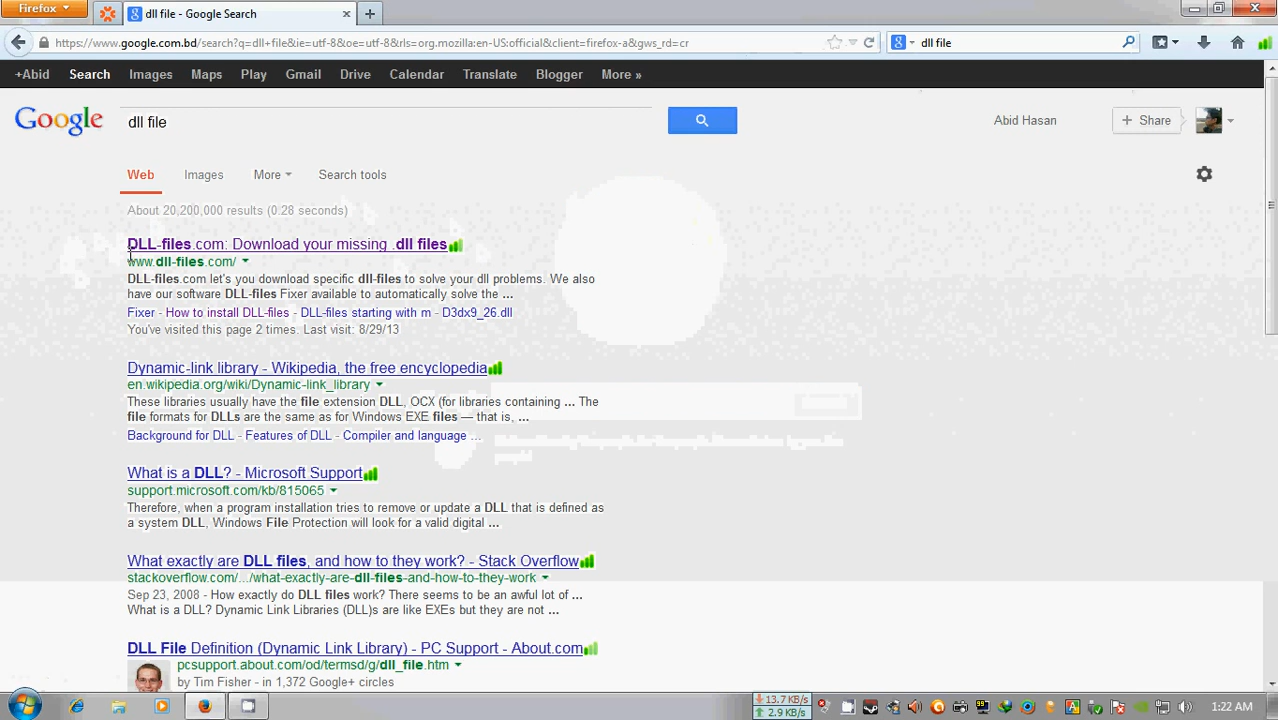 Firefox
dll file - Google Search
https://www.google.com.bd/search?q=dll+file&ie=utf-8&oe=utf-8&rls=org.mozilla:en-US:official&client=firefox-a&gws_rd=cr
dll file
+Abid Search Images Maps Play Gmail Drive Calendar Translate Blogger More »
Google
dll file
Abid Hasan
+ Share
Web Images More Search tools
About 20,200,000 results (0.28 seconds)
DLL-files.com: Download your missing .dll files
www.dll-files.com/
DLL-files.com let's you download specific dll-files to solve your dll problems. We also
have our software DLL-files Fixer available to automatically solve the ...
Fixer - How to install DLL-files - DLL-files starting with m - D3dx9_26.dll
You've visited this page 2 times. Last visit: 8/29/13
Dynamic-link library - Wikipedia, the free encyclopedia
en.wikipedia.org/wiki/Dynamic-link_library
These libraries usually have the file extension DLL, OCX (for libraries containing ... The
file formats for DLLs are the same as for Windows EXE files — that is, ...
Background for DLL - Features of DLL - Compiler and language ...
What is a DLL? - Microsoft Support
support.microsoft.com/kb/815065
Therefore, when a program installation tries to remove or update a DLL that is defined as
a system DLL, Windows File Protection will look for a valid digital ...
What exactly are DLL files, and how to they work? - Stack Overflow
stackoverflow.com/.../what-exactly-are-dll-files-and-how-to-they-work
Sep 23, 2008 - How exactly do DLL files work? There seems to be an awful lot of ...
What is a DLL? Dynamic Link Libraries (DLL)s are like EXEs but they are not ...
DLL File Definition (Dynamic Link Library) - PC Support - About.com
pcsupport.about.com/od/termsd/g/dll_file.htm
by Tim Fisher - in 1,372 Google+ circles
13.7 KB/s
2.9 KB/s
1:22 AM